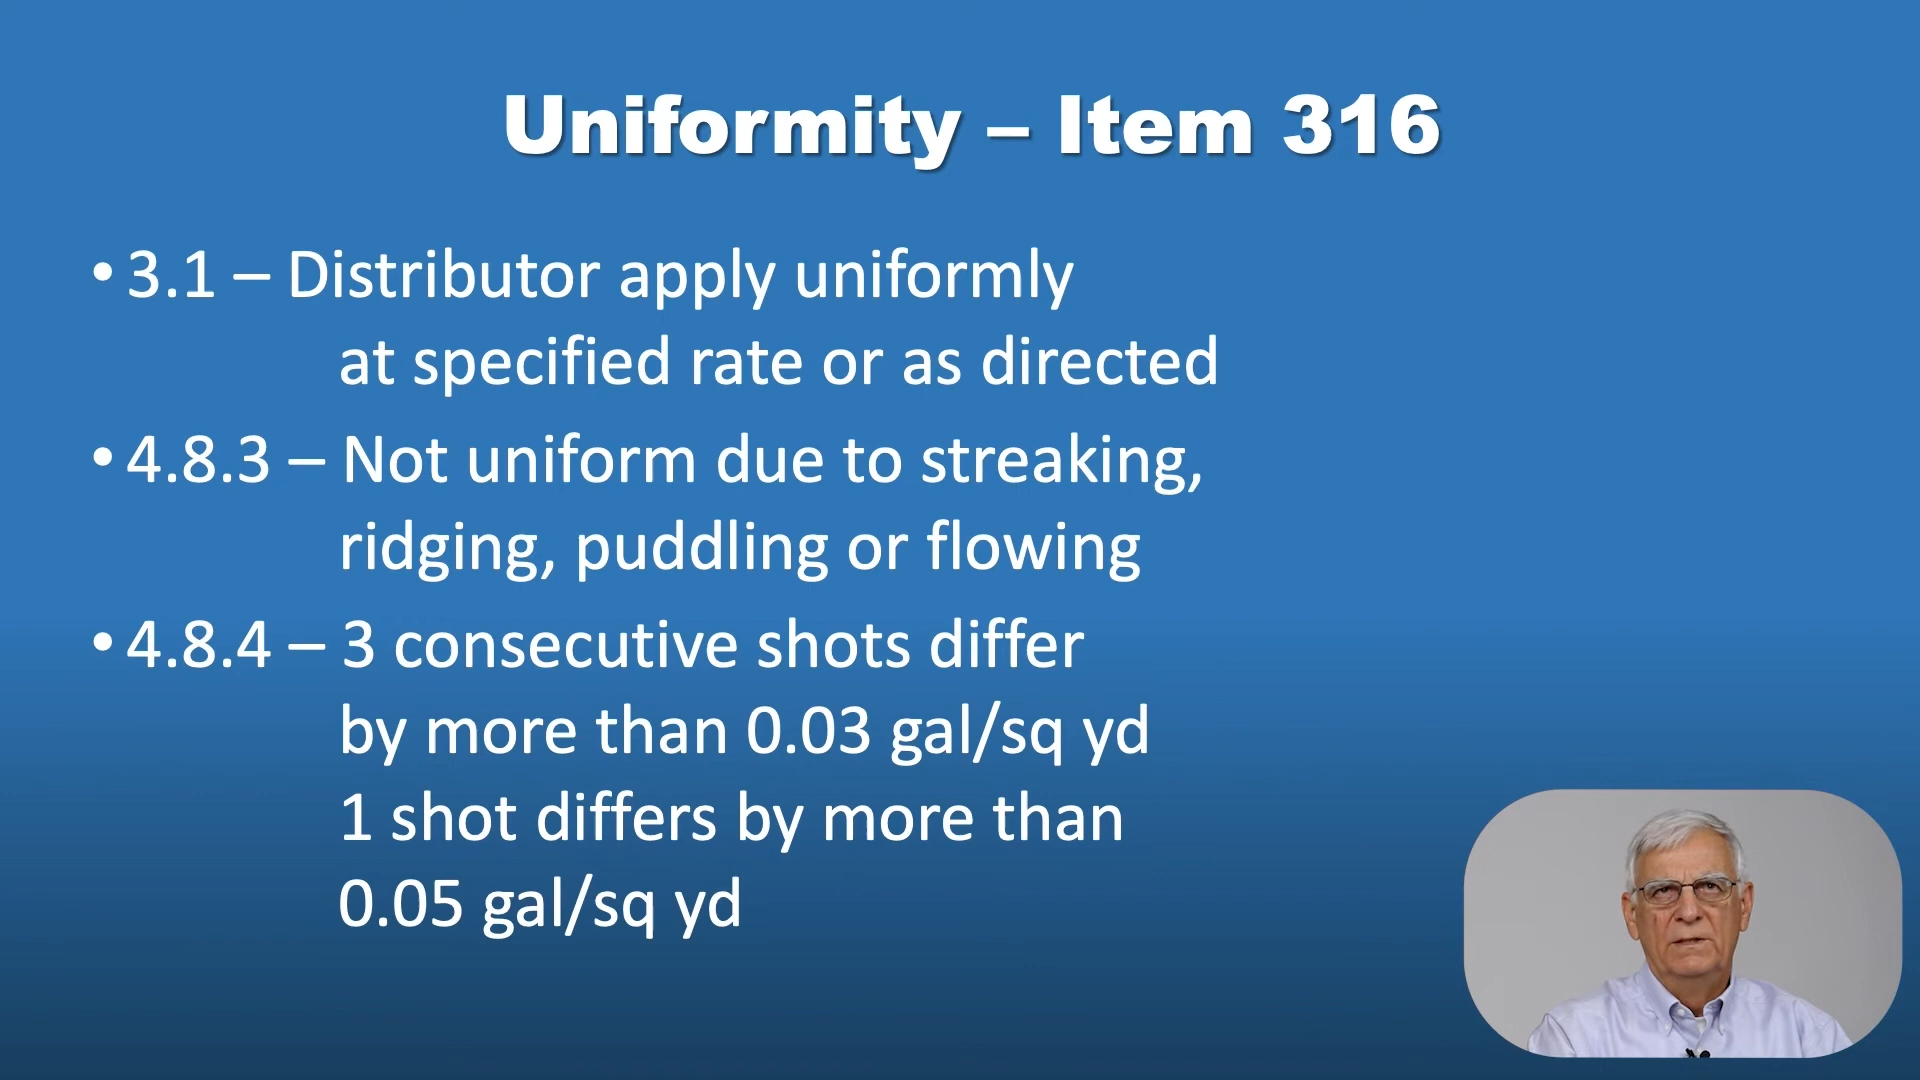 Uniformity – Item 316
• 3.1 – Distributor apply uniformly
at specified rate or as directed
• 4.8.3 – Not uniform due to streaking,
ridging, puddling or flowing
• 4.8.4 – 3 consecutive shots differ
by more than 0.03 gal/sq yd
1 shot differs by more than
0.05 gal/sq yd